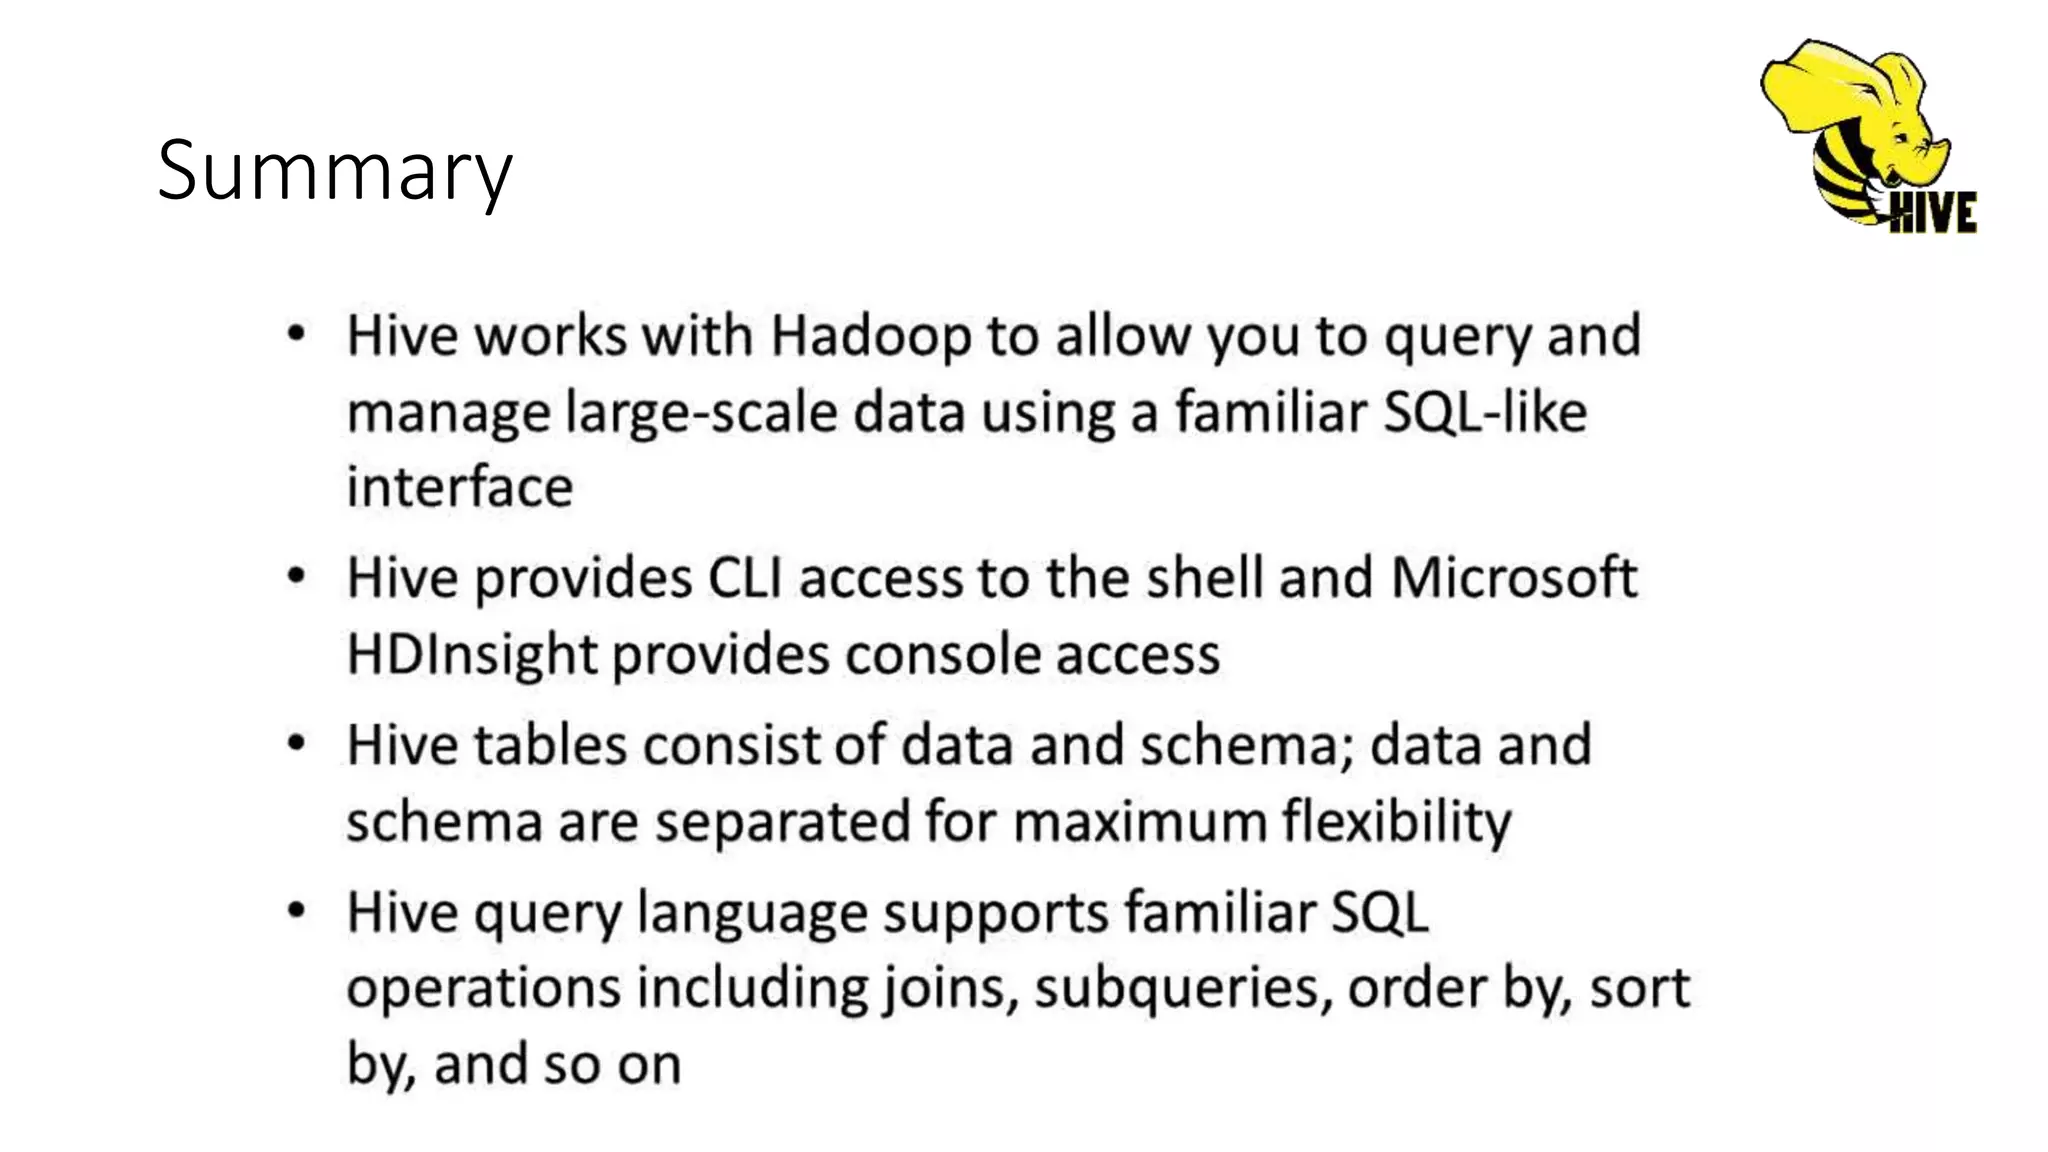 HIVE
Summary
• Hive works with Hadoop to allow you to query and
manage large-scale data using a familiar SQL-like
interface
• Hive provides CLI access to the shell and Microsoft
HDInsight provides console access
• Hive tables consist of data and schema; data and
schema are separated for maximum flexibility
• Hive query language supports familiar SQL
operations including joins, subqueries, order by, sort
by, and so on